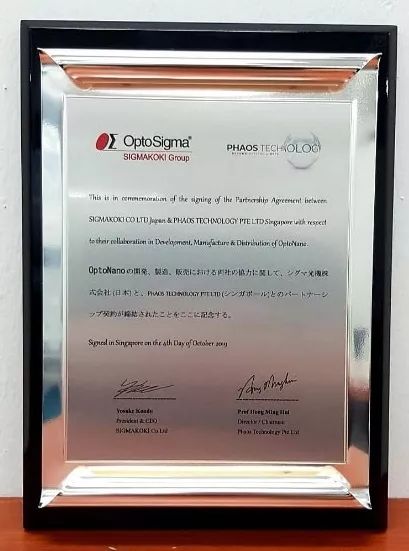 OptoSigma®
SIGMAKOKI Group
PHAOS TECHNOLOGY
This is in commemoration of the signing of the Partnership Agreement between
SIGMAKOKI CO LTD Japan & PHAOS TECHNOLOGY PTE LTD Singapore with respect
to their collaboration in Development, Manufacture & Distribution of OptoNano.
OptoNanoの開発、製造、販売における両社の協力に関して、シグマ光機株
式会社(日本)と、PHAOS TECHNOLOGY PTE LTD (シンガポール)とのパートナーシ
ップ契約が締結されたことをここに記念する。
Signed in Singapore on the 4th Day of October 2019
Yosuke Kondo
Prof Hong Ming Hui
President & CEO
Director / Chairman
SIGMAKOKI Co Ltd
Phaos Technology Pte Ltd